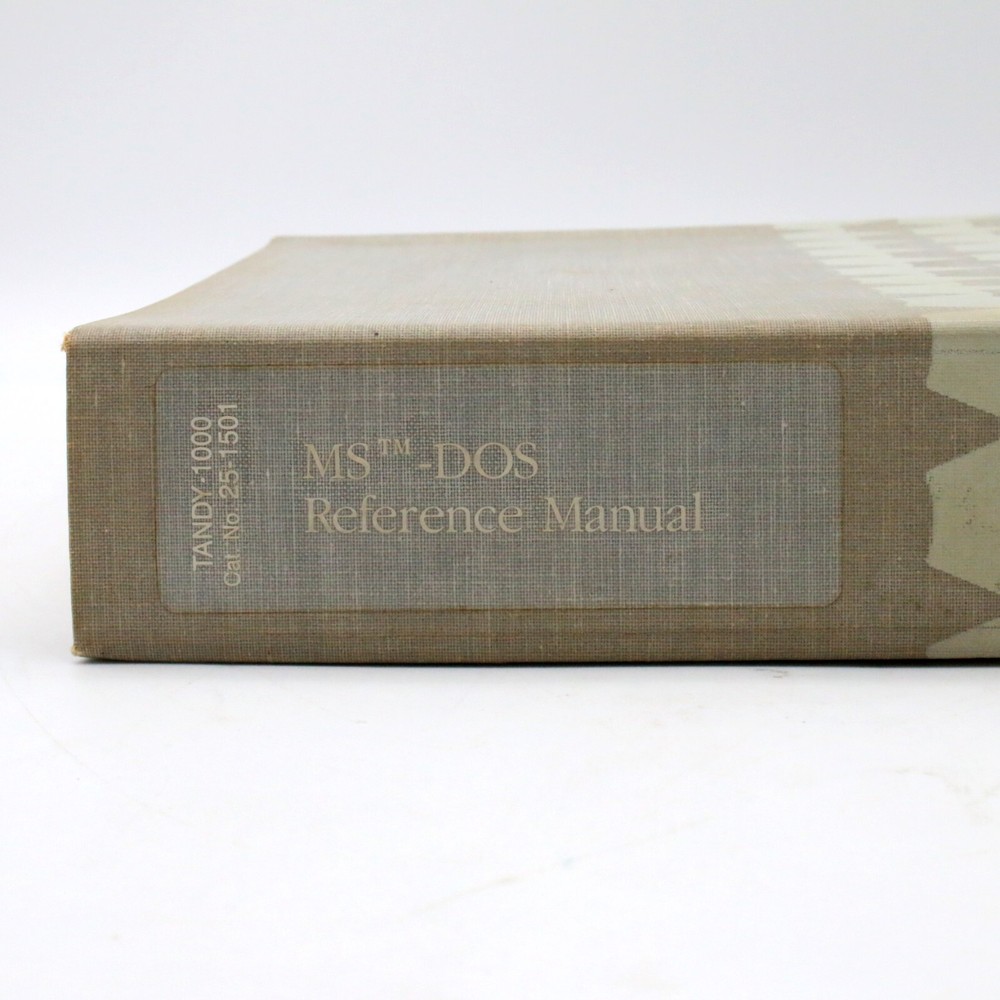 TANDY·1000
Cat. No. 25-1501
MS™-DOS
Reference Manual